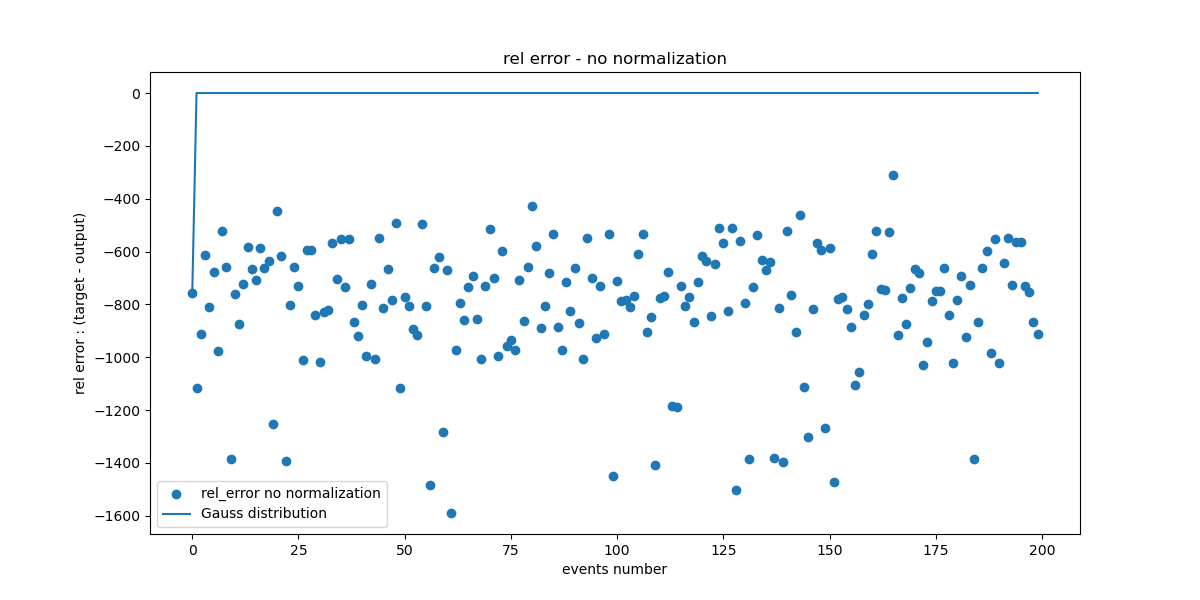 rel error - no normalization
rel error : (target - output)
0
−200
−400
−600
−800
−1000
−1200
−1400
−1600
rel_error no normalization
Gauss distribution
0 25 50 75 100 125 150 175 200
events number